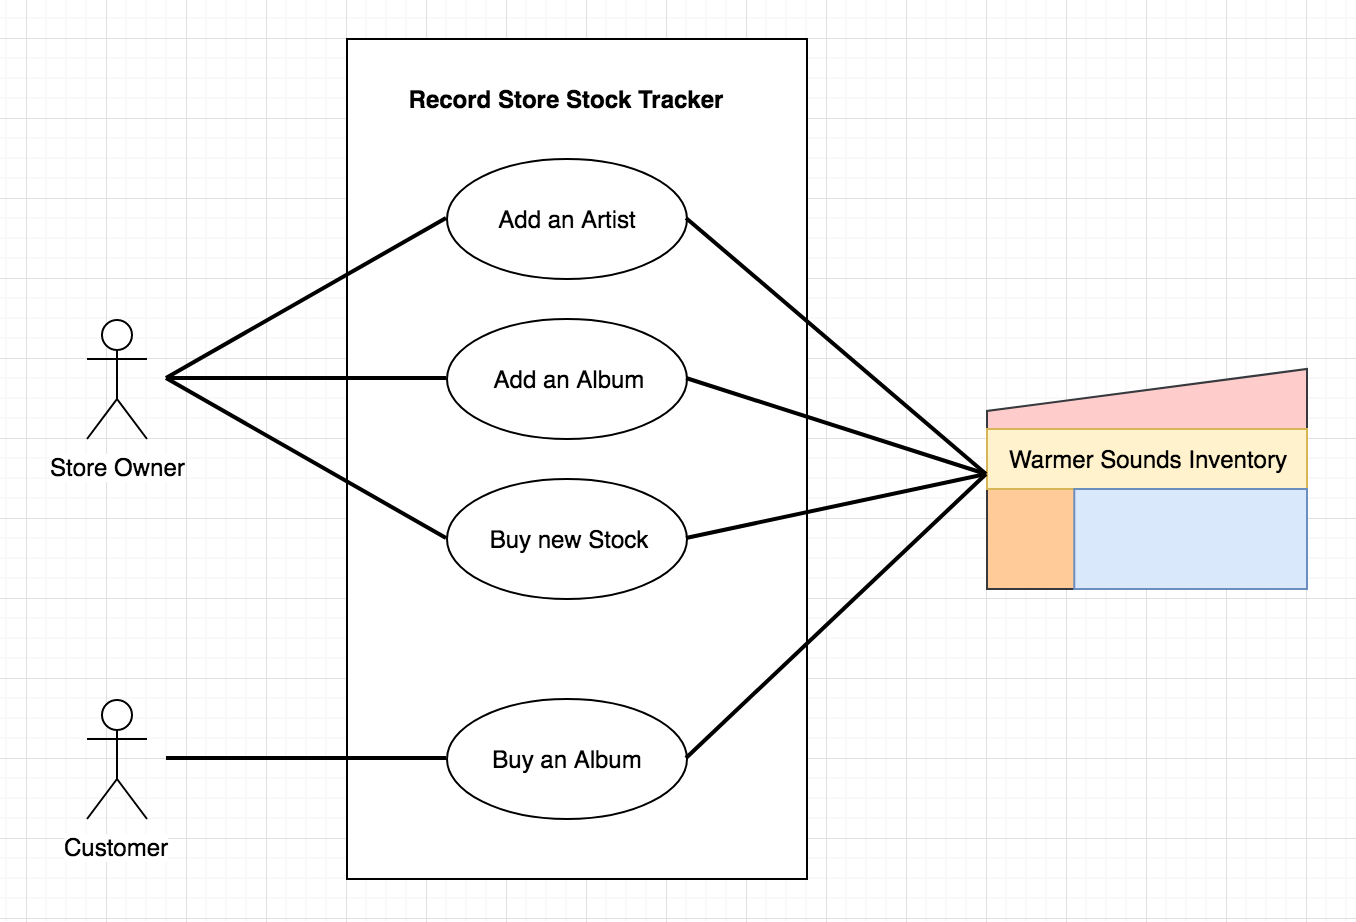 Record Store Stock Tracker
Add an Artist
Add an Album
Store Owner
Warmer Sounds Inventory
Buy new Stock
Buy an Album
Customer